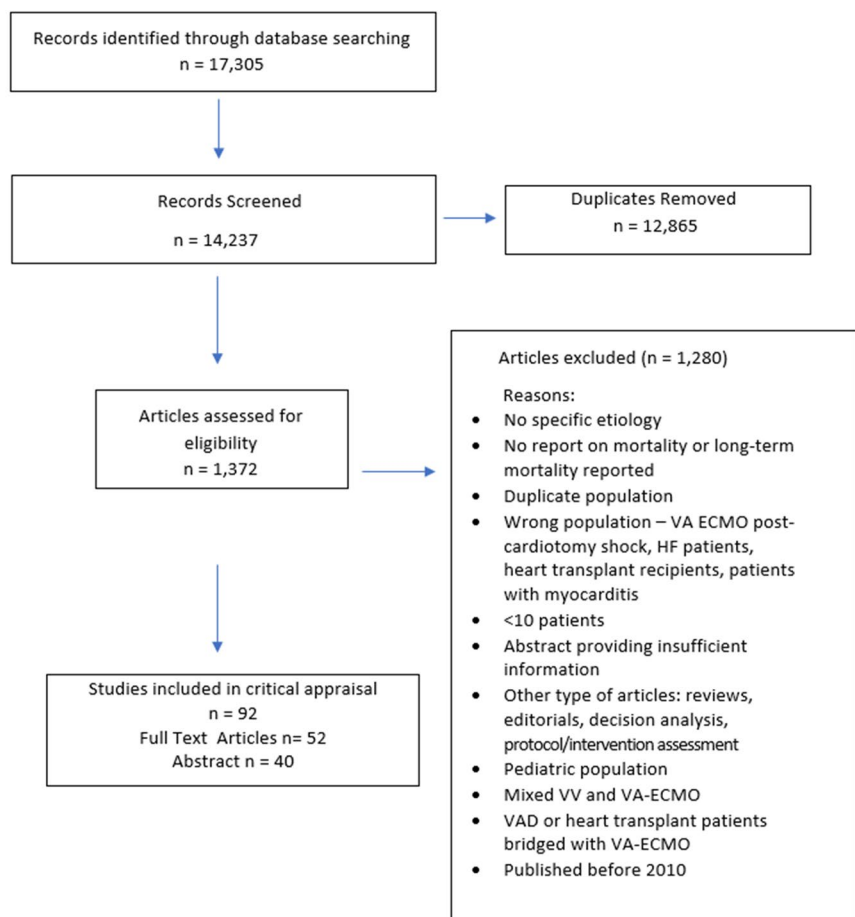 Records identified through database searching
n = 17,305
Records Screened
n = 14,237
Duplicates Removed
n = 12,865
Articles assessed for
eligibility
n = 1,372
Articles excluded (n = 1,280)
Reasons:
• No specific etiology
• No report on mortality or long-term
mortality reported
• Duplicate population
• Wrong population – VA ECMO post-
cardiotomy shock, HF patients,
heart transplant recipients, patients
with myocarditis
• <10 patients
• Abstract providing insufficient
information
• Other type of articles: reviews,
editorials, decision analysis,
protocol/intervention assessment
• Pediatric population
• Mixed VV and VA-ECMO
• VAD or heart transplant patients
bridged with VA-ECMO
• Published before 2010
Studies included in critical appraisal
n = 92
Full Text Articles n= 52
Abstract n = 40